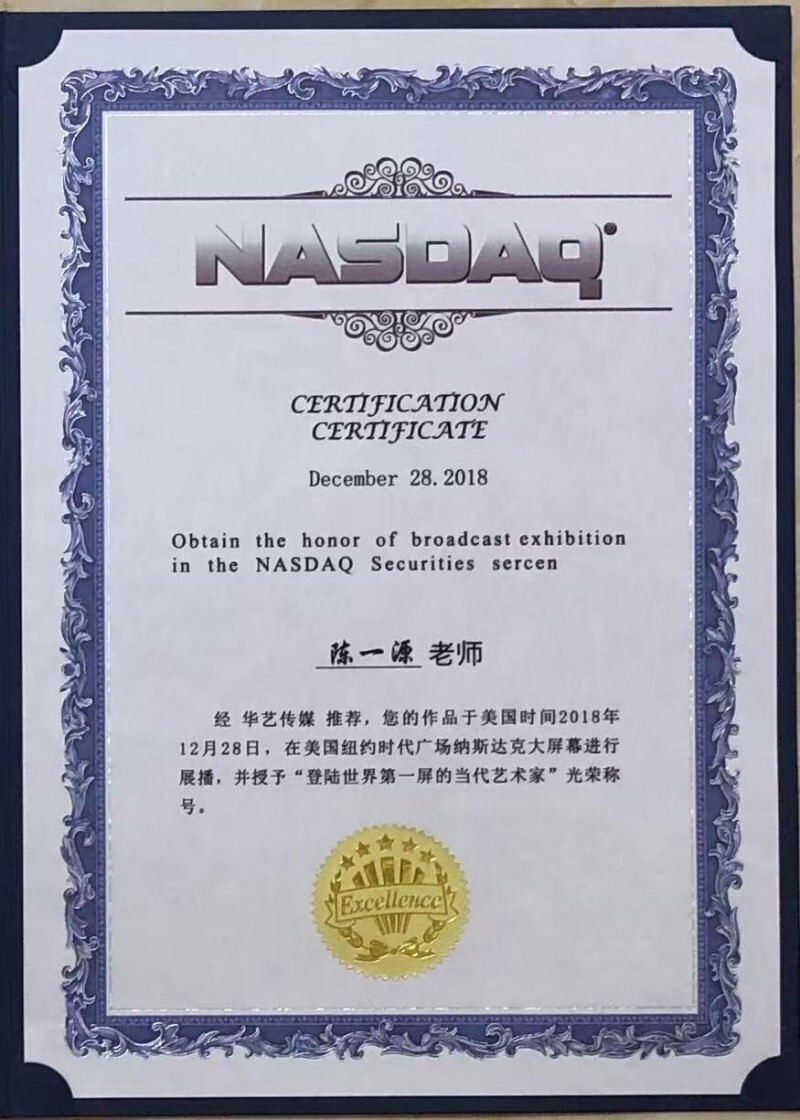 NASDAQ
CERTIFICATION
CERTIFICATE
December 28.2018
Obtain the honor of broadcast exhibition
in the NASDAQ Securities sercen
陈一源 老师
经 华艺传媒 推荐，您的作品于美国时间2018年
12月28日，在美国纽约时代广场纳斯达克大屏幕进行
展播，并授予“登陆世界第一屏的当代艺术家”光荣称
号。
Excellence